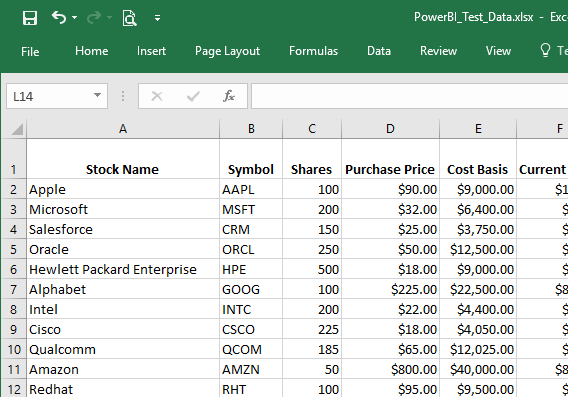 PowerBI_Test_Data.xlsx - Exc
File Home Insert Page Layout Formulas Data Review View Te
L14 fx
A B C D E F
1 Stock Name Symbol Shares Purchase Price Cost Basis Current
2 Apple AAPL 100 $90.00 $9,000.00 $1
3 Microsoft MSFT 200 $32.00 $6,400.00 $
4 Salesforce CRM 150 $25.00 $3,750.00 $
5 Oracle ORCL 250 $50.00 $12,500.00 $
6 Hewlett Packard Enterprise HPE 500 $18.00 $9,000.00 $
7 Alphabet GOOG 100 $225.00 $22,500.00 $8
8 Intel INTC 200 $22.00 $4,400.00 $
9 Cisco CSCO 225 $18.00 $4,050.00 $
10 Qualcomm QCOM 185 $65.00 $12,025.00 $
11 Amazon AMZN 50 $800.00 $40,000.00 $8
12 Redhat RHT 100 $95.00 $9,500.00 $